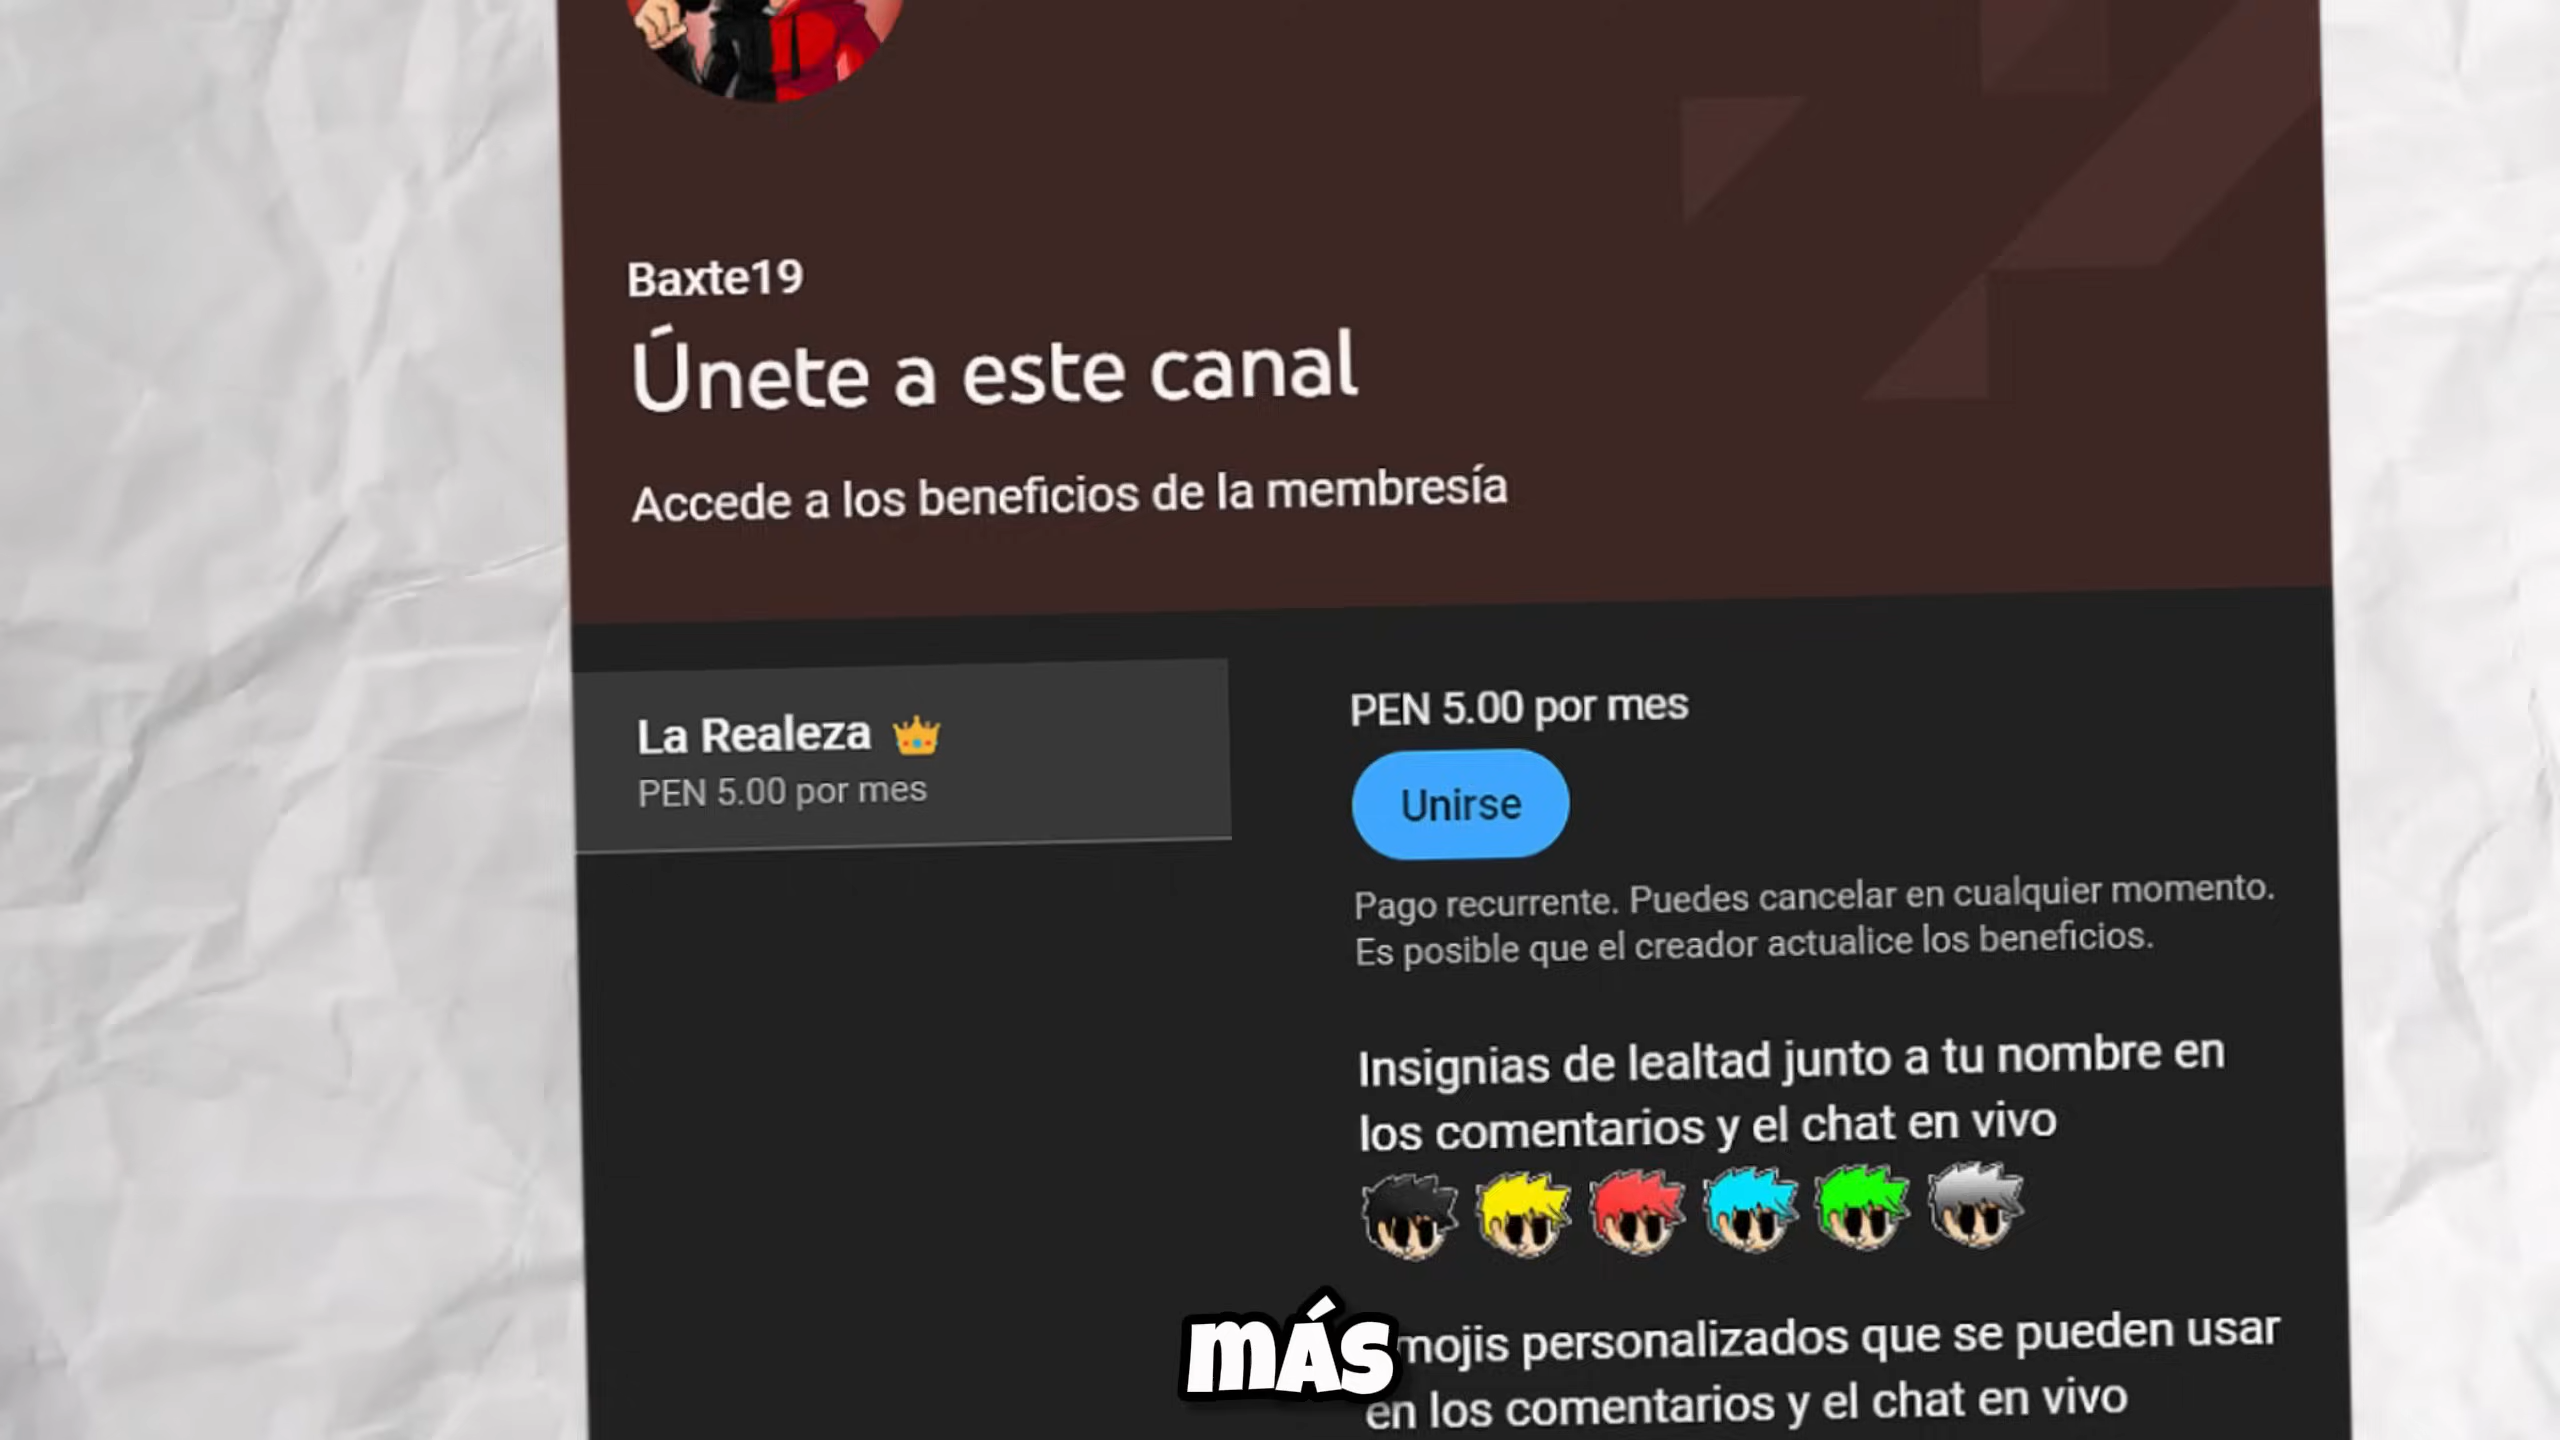 Baxte19
Únete a este canal
Accede a los beneficios de la membresía
La Realeza
PEN 5.00 por mes
PEN 5.00 por mes
Unirse
Pago recurrente. Puedes cancelar en cualquier momento.
Es posible que el creador actualice los beneficios.
Insignias de lealtad junto a tu nombre en
los comentarios y el chat en vivo
mojis personalizados que se pueden usar
en los comentarios y el chat en vivo
MÁS